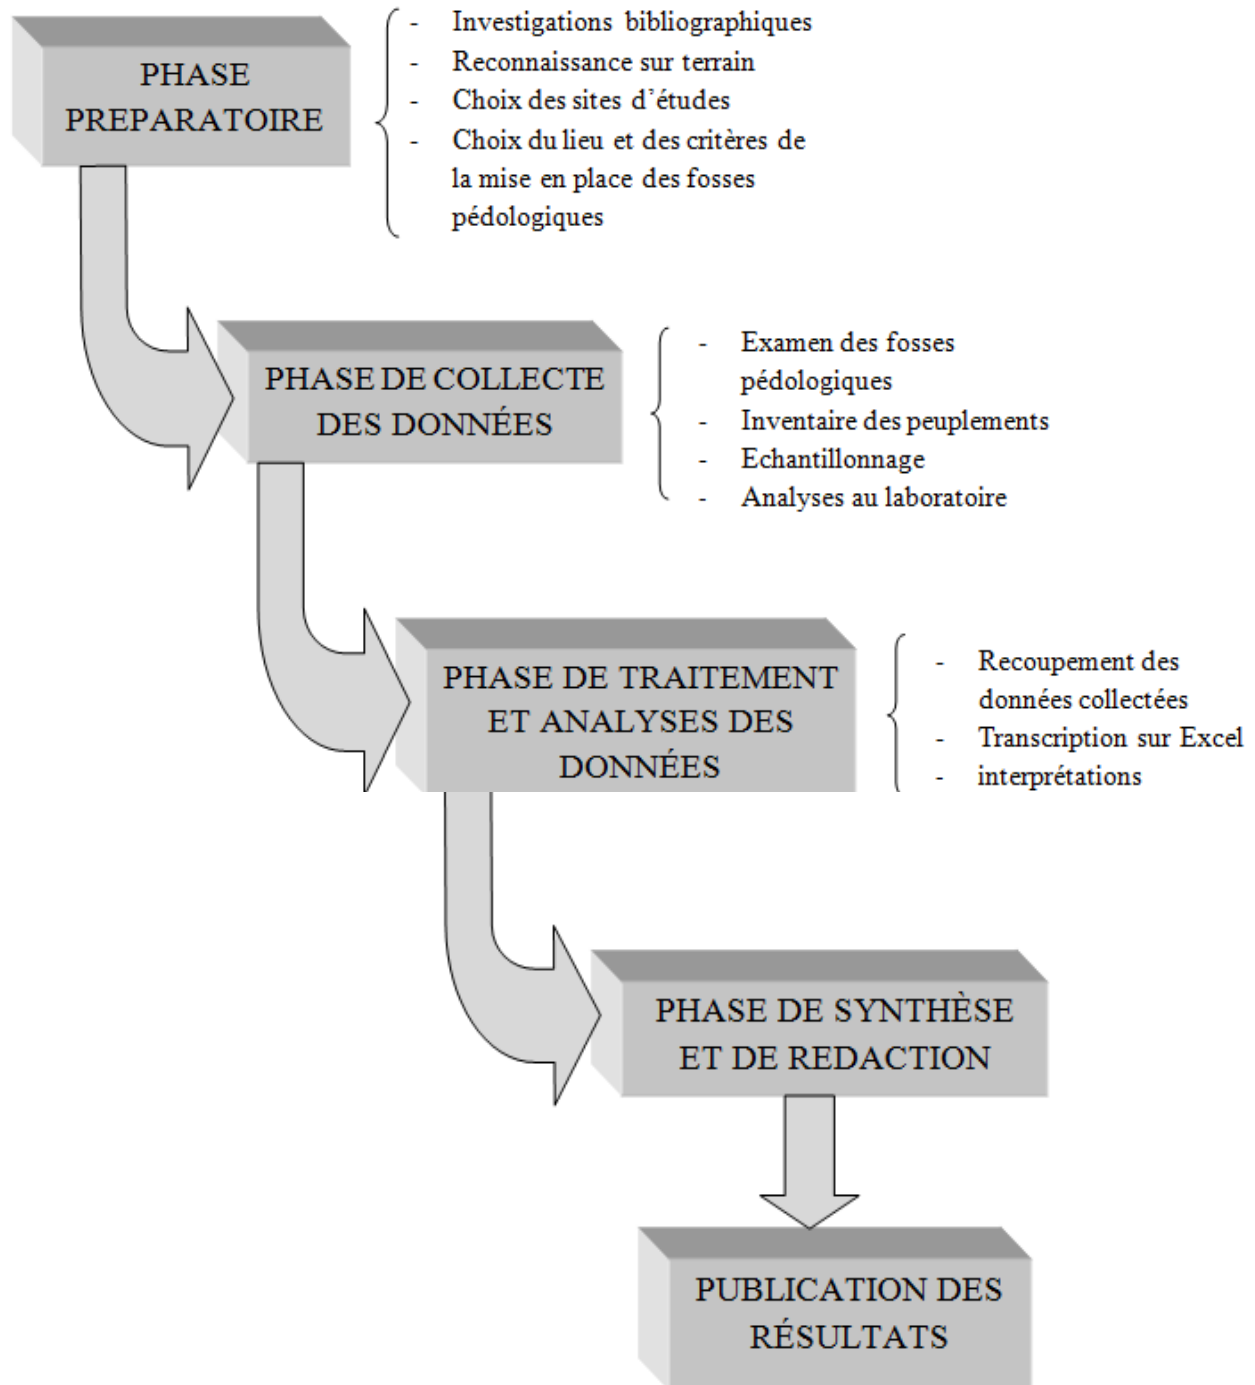 PHASE
PREPARATOIRE
- Investigations bibliographiques
- Reconnaissance sur terrain
- Choix des sites d’études
- Choix du lieu et des critères de
la mise en place des fosses
pédologiques
PHASE DE COLLECTE
DES DONNÉES
- Examen des fosses
pédologiques
- Inventaire des peuplements
- Echantillonnage
- Analyses au laboratoire
PHASE DE TRAITEMENT
ET ANALYSES DES
DONNÉES
- Recoupement des
données collectées
- Transcription sur Excel
- interprétations
PHASE DE SYNTHÈSE
ET DE REDACTION
PUBLICATION DES
RÉSULTATS